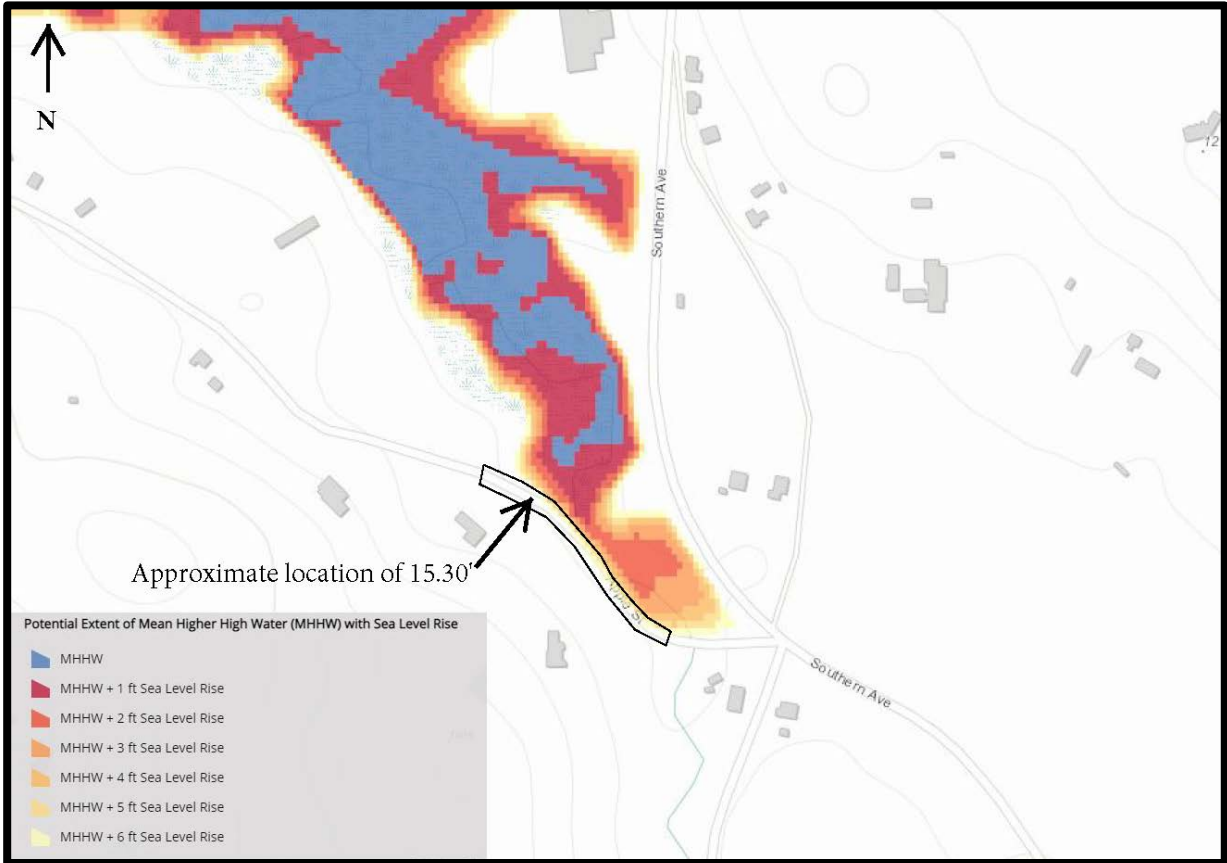 N
12
Southern Ave
Approximate location of 15.30'
Southern Ave
Potential Extent of Mean Higher High Water (MHHW) with Sea Level Rise
MHHW
MHHW + 1 ft Sea Level Rise
MHHW + 2 ft Sea Level Rise
MHHW + 3 ft Sea Level Rise
MHHW + 4 ft Sea Level Rise
MHHW + 5 ft Sea Level Rise
MHHW + 6 ft Sea Level Rise